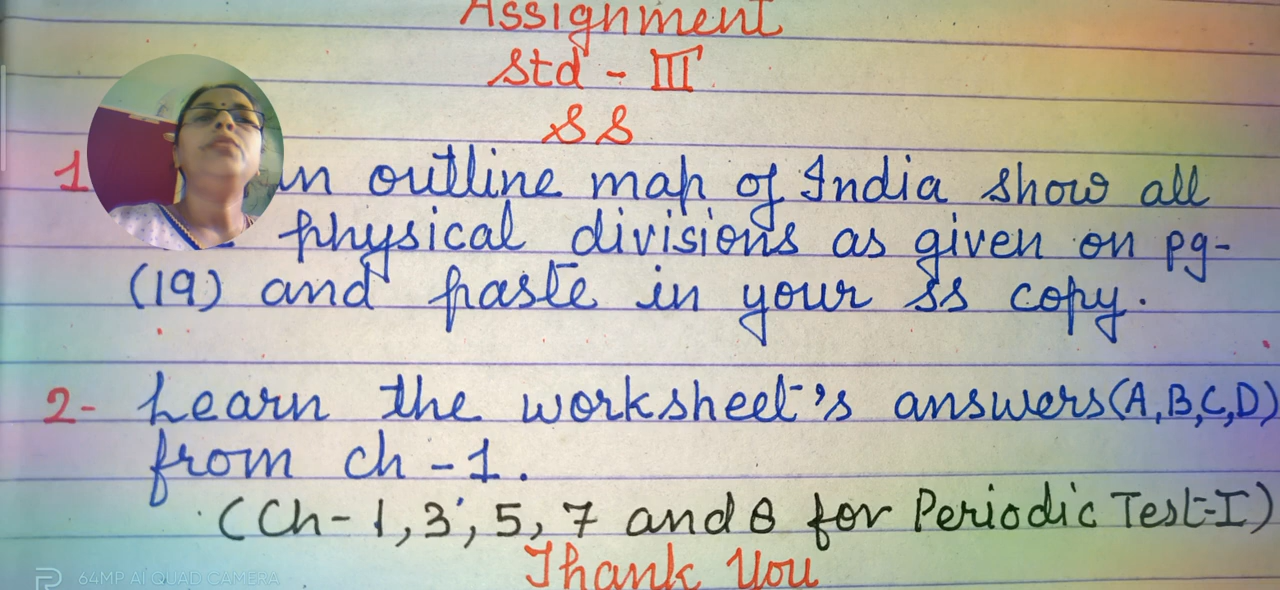 Assignment
Std - III
SS
1 an outline map of India show all
physical divisions as given on pg-
(19) and paste in your ss copy.
2- Learn the worksheet's answers(A,B,C,D)
from ch-1.
(Ch-1,3,5,7 and 8 for Periodic Test-I)
Thank You
64MP AI QUAD CAMERA